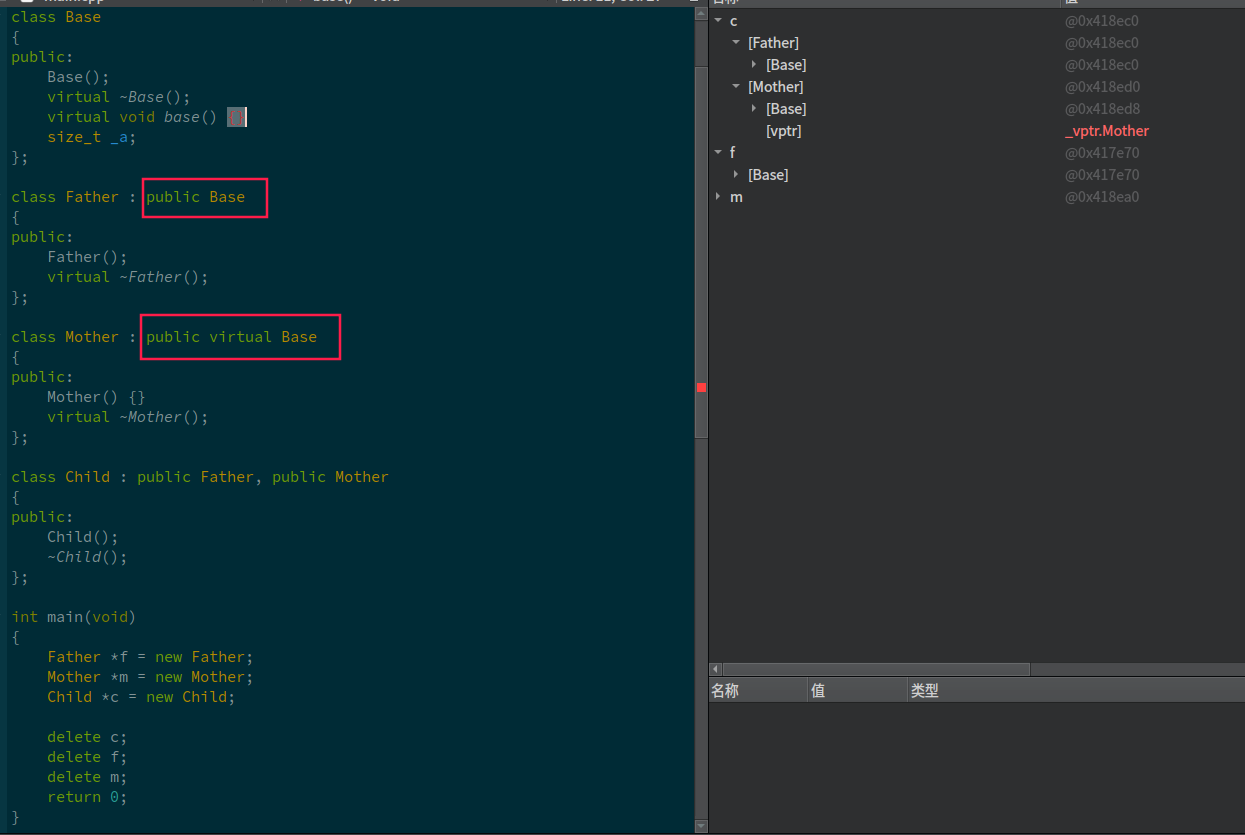 class Base
{
public:
    Base();
    virtual ~Base();
    virtual void base() {}
    size_t _a;
};
class Father : public Base
{
public:
    Father();
    virtual ~Father();
};
class Mother : public virtual Base
{
public:
    Mother() {}
    virtual ~Mother();
};
class Child : public Father, public Mother
{
public:
    Child();
    ~Child();
};
int main(void)
{
    Father *f = new Father;
    Mother *m = new Mother;
    Child *c = new Child;
    delete c;
    delete f;
    delete m;
    return 0;
}
c @0x418ec0
[Father] @0x418ec0
[Base] @0x418ec0
[Mother] @0x418ed0
[Base] @0x418ed8
[vptr] _vptr.Mother
f @0x417e70
[Base] @0x417e70
m @0x418ea0
名称 值 类型